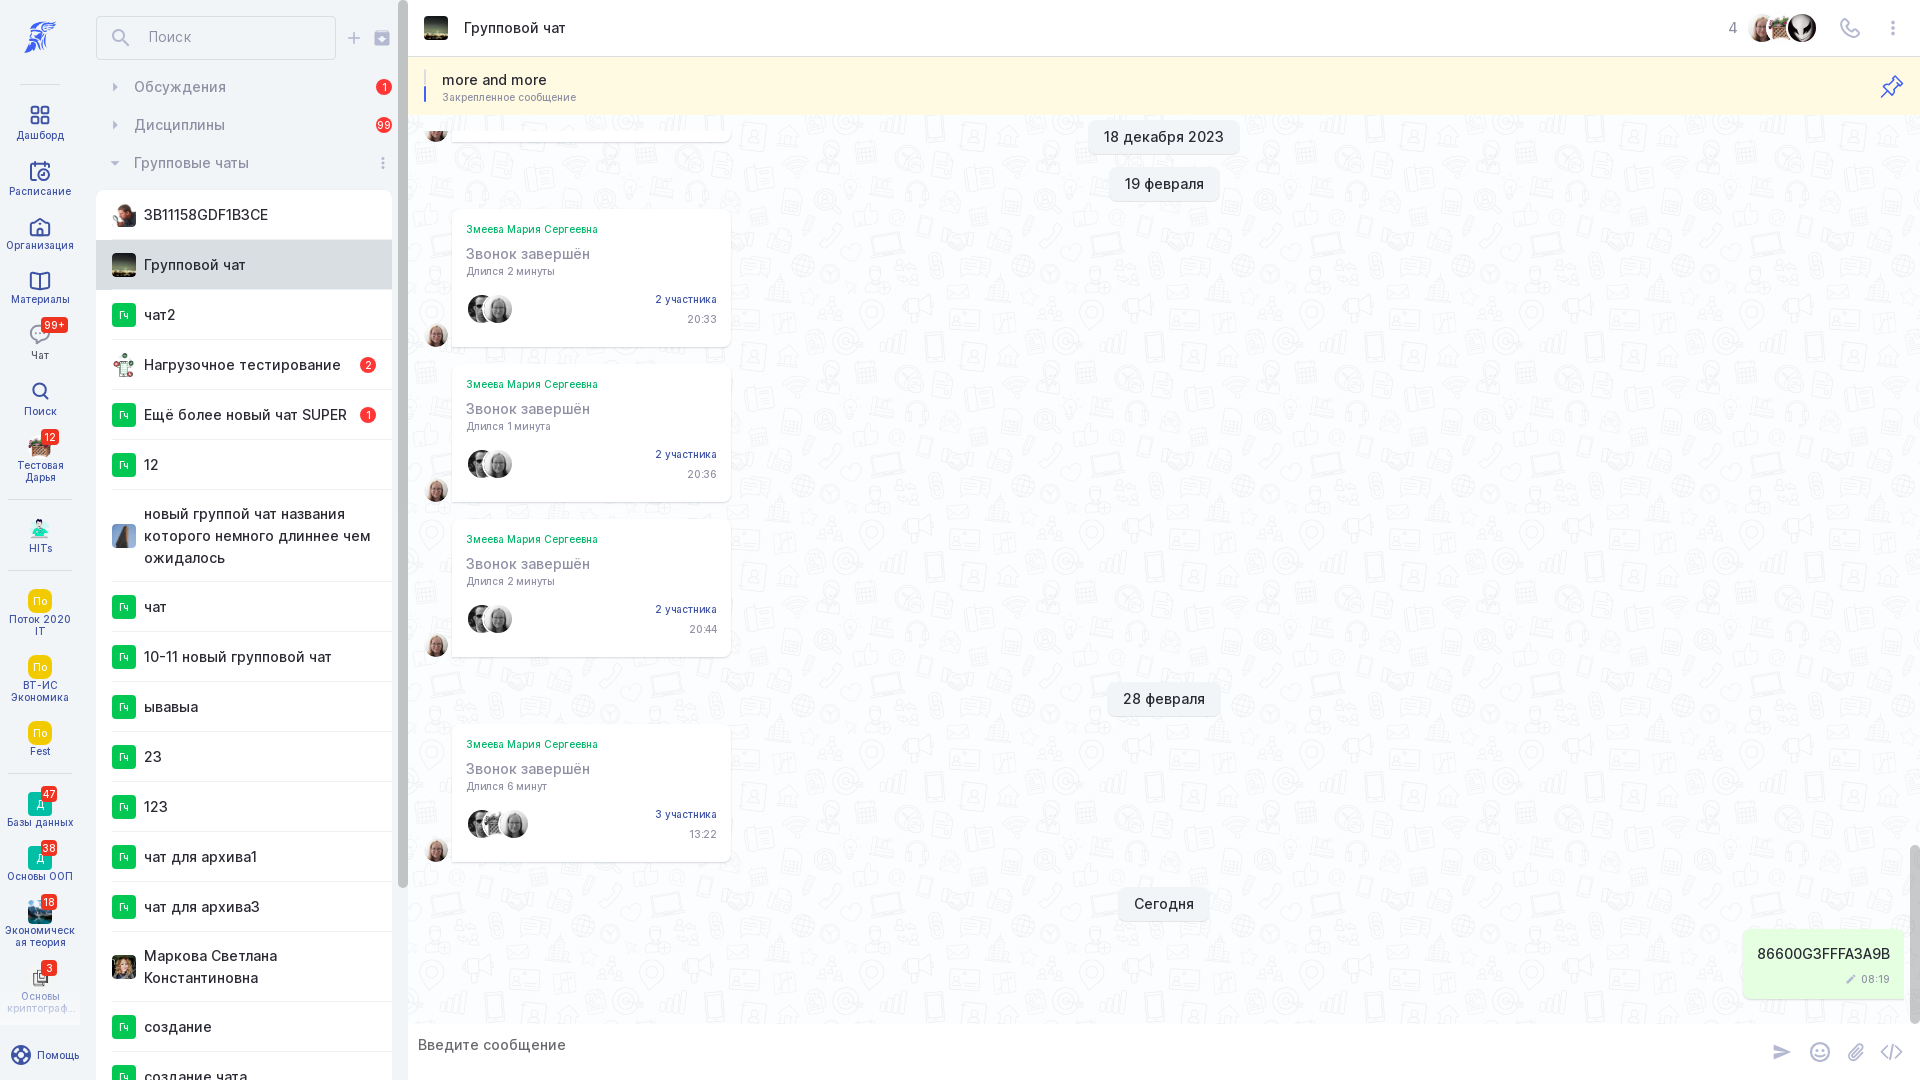 Дашборд
Расписание
Организация
Материалы
99+
Чат
Поиск
12
Тестовая
Дарья
HITs
По
Поток 2020
IT
По
ВТ-ИС
Экономика
По
Fest
47
Д
Базы данных
38
Д
Основы ООП
18
Экономическ
ая теория
3
Основы
криптограф...
Помощь
Поиск
Обсуждения
1
Дисциплины
99
Групповые чаты
3B11158GDF1B3CE
Групповой чат
Гч
чат2
Нагрузочное тестирование
2
Гч
Ещё более новый чат SUPER
1
Гч
12
новый группой чат названия
которого немного длиннее чем
ожидалось
Гч
чат
Гч
10-11 новый групповой чат
Гч
ывавыа
Гч
23
Гч
123
Гч
чат для архива1
Гч
чат для архива3
Маркова Светлана
Константиновна
Гч
создание
Гч
создание чата
Групповой чат
4
more and more
Закрепленное сообщение
18 декабря 2023
19 февраля
Змеева Мария Сергеевна
Звонок завершён
Длился 2 минуты
2 участника
20:33
Змеева Мария Сергеевна
Звонок завершён
Длился 1 минута
2 участника
20:36
Змеева Мария Сергеевна
Звонок завершён
Длился 2 минуты
2 участника
20:44
28 февраля
Змеева Мария Сергеевна
Звонок завершён
Длился 6 минут
3 участника
13:22
Сегодня
86600G3FFFA3A9B
08:19
Введите сообщение